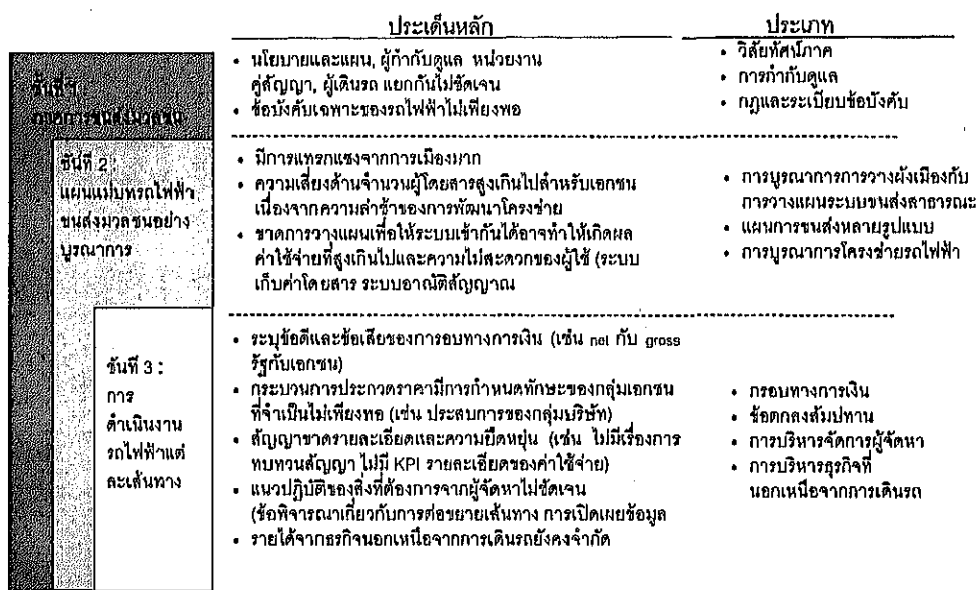 ประเด็นหลัก
ประเภท
ชั้นที่ 1
การขนส่งมวลชน
• นโยบายและแผน, ผู้กำกับดูแล หน่วยงาน
คู่สัญญา, ผู้เดินรถ แยกกันไม่ชัดเจน
• ข้อบังคับเฉพาะของรถไฟฟ้าไม่เพียงพอ
• วิสัยทัศน์ภาค
• การกำกับดูแล
• กฎและระเบียบข้อบังคับ
ชั้นที่ 2 :
แผนแม่บทรถไฟฟ้า
ขนส่งมวลชนอย่าง
บูรณาการ
• มีการแทรกแซงจากการเมืองมาก
• ความเสี่ยงด้านจำนวนผู้โดยสารสูงเกินไปสำหรับเอกชน
เนื่องจากความล่าช้าของการพัฒนาโครงข่าย
• ขาดการวางแผนเพื่อให้ระบบเข้ากันได้อาจทำให้เกิดผล
ค่าใช้จ่ายที่สูงเกินไปและความไม่สะดวกของผู้ใช้ (ระบบ
เก็บค่าโดยสาร ระบบอาณัติสัญญาณ
• การบูรณาการการวางผังเมืองกับ
การวางแผนระบบขนส่งสาธารณะ
• แผนการขนส่งหลายรูปแบบ
• การบูรณาการโครงข่ายรถไฟฟ้า
ชั้นที่ 3 :
การ
ดำเนินงาน
รถไฟฟ้าแต่
ละเส้นทาง
• ระบุข้อดีและข้อเสียของการอบทางการเงิน (เช่น net กับ gross
รัฐกับเอกชน)
• กระบวนการประกวดราคามีการกำหนดทักษะของกลุ่มเอกชน
ที่จำเป็นไม่เพียงพอ (เช่น ประสบการของกลุ่มบริษัท)
• สัญญาขาดรายละเอียดและความยืดหยุ่น (เช่น ไม่มีเรื่องการ
ทบทวนสัญญา ไม่มี KPI รายละเอียดของค่าใช้จ่าย)
• แนวปฏิบัติของสิ่งที่ต้องการจากผู้จัดหาไม่ชัดเจน
(ข้อพิจารณาเกี่ยวกับการต่อขยายเส้นทาง การเปิดเผยข้อมูล
• รายได้จากธุรกิจนอกเหนือจากการเดินรถยังคงจำกัด
• กรอบทางการเงิน
• ข้อตกลงสัมปทาน
• การบริหารจัดการผู้จัดหา
• การบริหารธุรกิจที่
นอกเหนือจากการเดินรถ